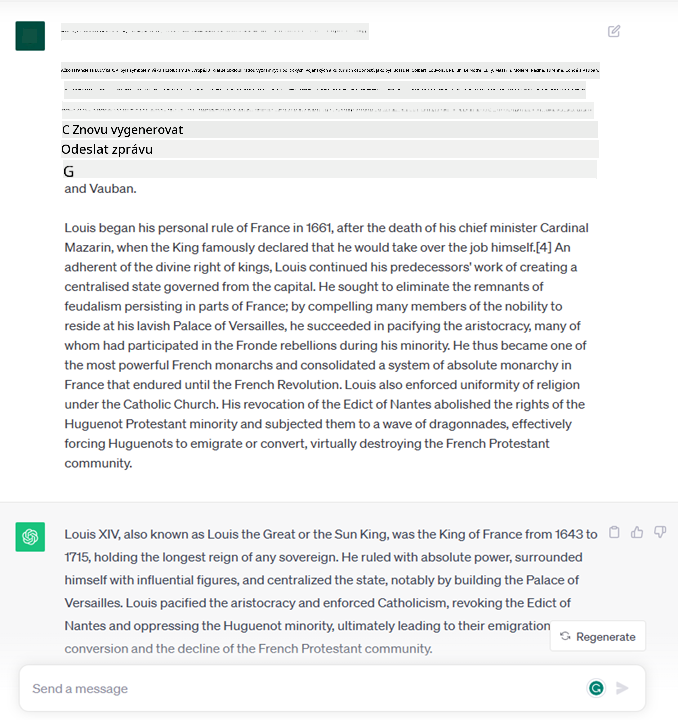 C Znovu vygenerovat
Odeslat zprávu
G
and Vauban.
Louis began his personal rule of France in 1661, after the death of his chief minister Cardinal
Mazarin, when the King famously declared that he would take over the job himself.[4] An
adherent of the divine right of kings, Louis continued his predecessors' work of creating a
centralised state governed from the capital. He sought to eliminate the remnants of
feudalism persisting in parts of France; by compelling many members of the nobility to
reside at his lavish Palace of Versailles, he succeeded in pacifying the aristocracy, many of
whom had participated in the Fronde rebellions during his minority. He thus became one of
the most powerful French monarchs and consolidated a system of absolute monarchy in
France that endured until the French Revolution. Louis also enforced uniformity of religion
under the Catholic Church. His revocation of the Edict of Nantes abolished the rights of the
Huguenot Protestant minority and subjected them to a wave of dragonnades, effectively
forcing Huguenots to emigrate or convert, virtually destroying the French Protestant
community.
Louis XIV, also known as Louis the Great or the Sun King, was the King of France from 1643 to
1715, holding the longest reign of any sovereign. He ruled with absolute power, surrounded
himself with influential figures, and centralized the state, notably by building the Palace of
Versailles. Louis pacified the aristocracy and enforced Catholicism, revoking the Edict of
Nantes and oppressing the Huguenot minority, ultimately leading to their emigration
Regenerate
conversion and the decline of the French Protestant community.
Send a message